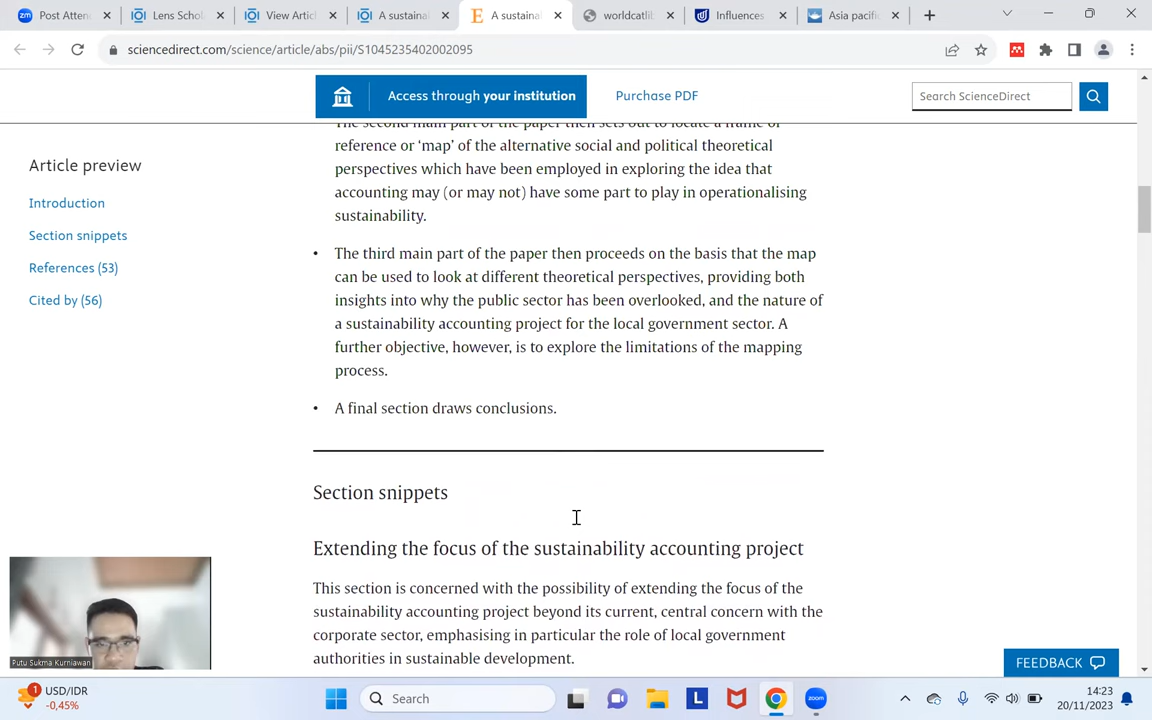 Post Atten
Lens Schol
View Artic
A sustaina
A sustaina
worldcatlib
Influences
Asia pacifi
sciencedirect.com/science/article/abs/pii/S1045235402002095
Access through your institution
Purchase PDF
Search ScienceDirect
Article preview
Introduction
Section snippets
References (53)
Cited by (56)
The second main part of the paper then sets out to locate a frame of
reference or ‘map’ of the alternative social and political theoretical
perspectives which have been employed in exploring the idea that
accounting may (or may not) have some part to play in operationalising
sustainability.
• The third main part of the paper then proceeds on the basis that the map
can be used to look at different theoretical perspectives, providing both
insights into why the public sector has been overlooked, and the nature of
a sustainability accounting project for the local government sector. A
further objective, however, is to explore the limitations of the mapping
process.
• A final section draws conclusions.
Section snippets
Extending the focus of the sustainability accounting project
This section is concerned with the possibility of extending the focus of the
sustainability accounting project beyond its current, central concern with the
corporate sector, emphasising in particular the role of local government
authorities in sustainable development.
FEEDBACK
Putu Sukma Kurniawan
1
USD/IDR
-0,45%
Search
L
zoom
14:23
20/11/2023